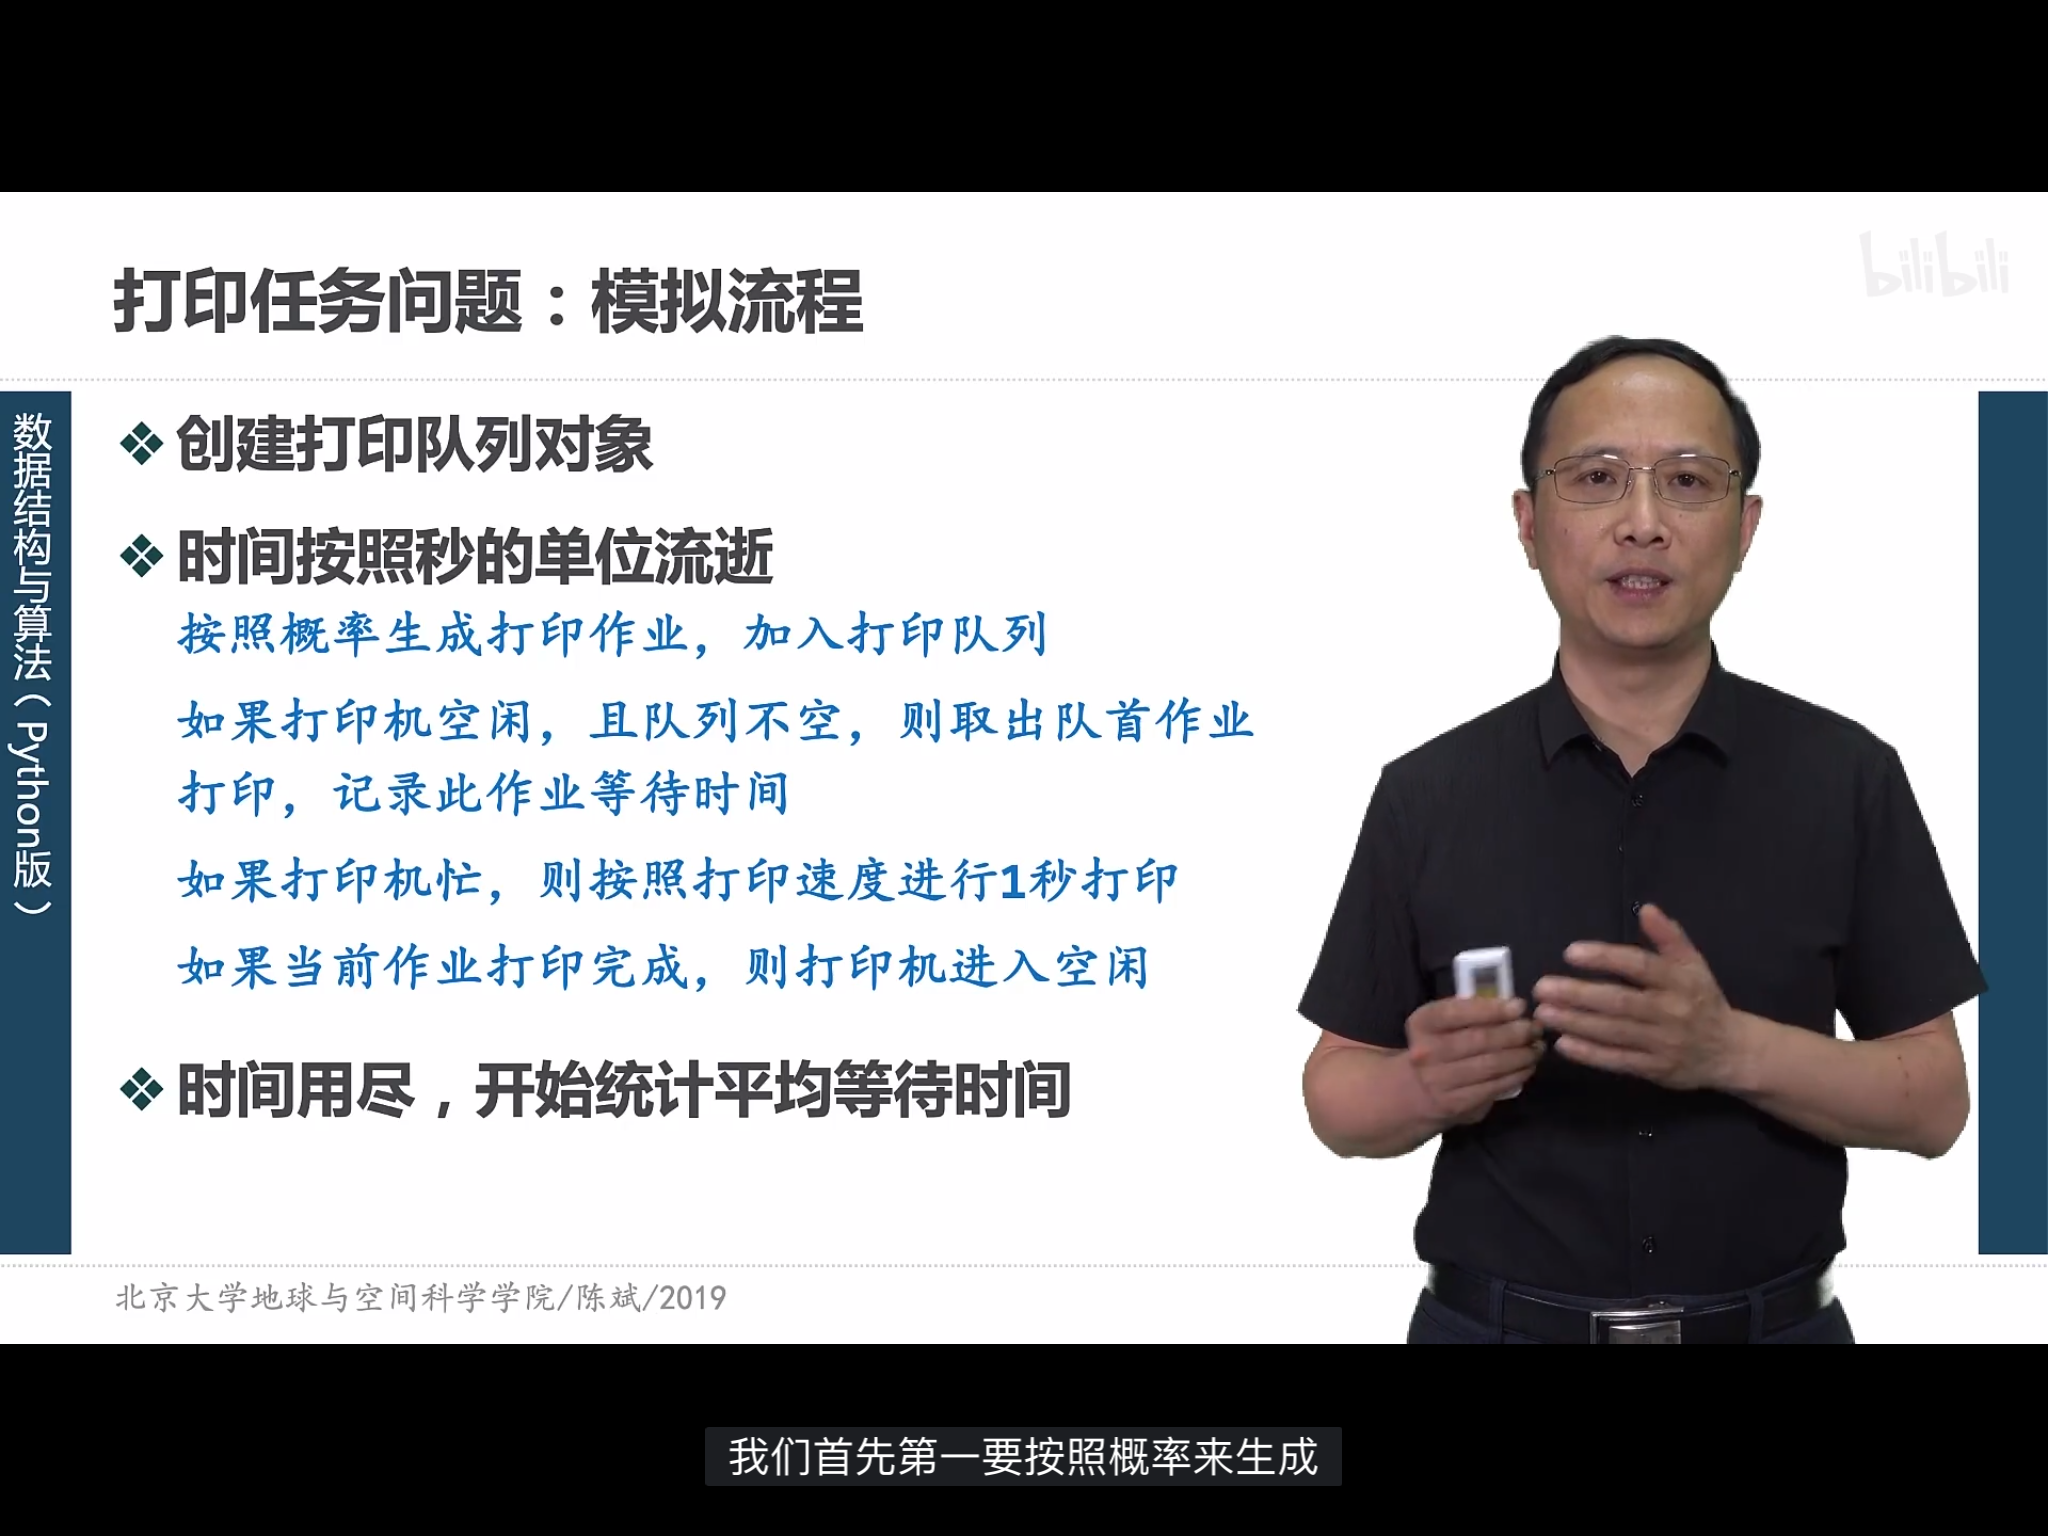 bilibili
打印任务问题：模拟流程
数据结构与算法（Python版）
创建打印队列对象
时间按照秒的单位流逝
按照概率生成打印作业，加入打印队列
如果打印机空闲，且队列不空，则取出队首作业
打印，记录此作业等待时间
如果打印机忙，则按照打印速度进行1秒打印
如果当前作业打印完成，则打印机进入空闲
时间用尽，开始统计平均等待时间
北京大学地球与空间科学学院/陈斌/2019
我们首先第一要按照概率来生成